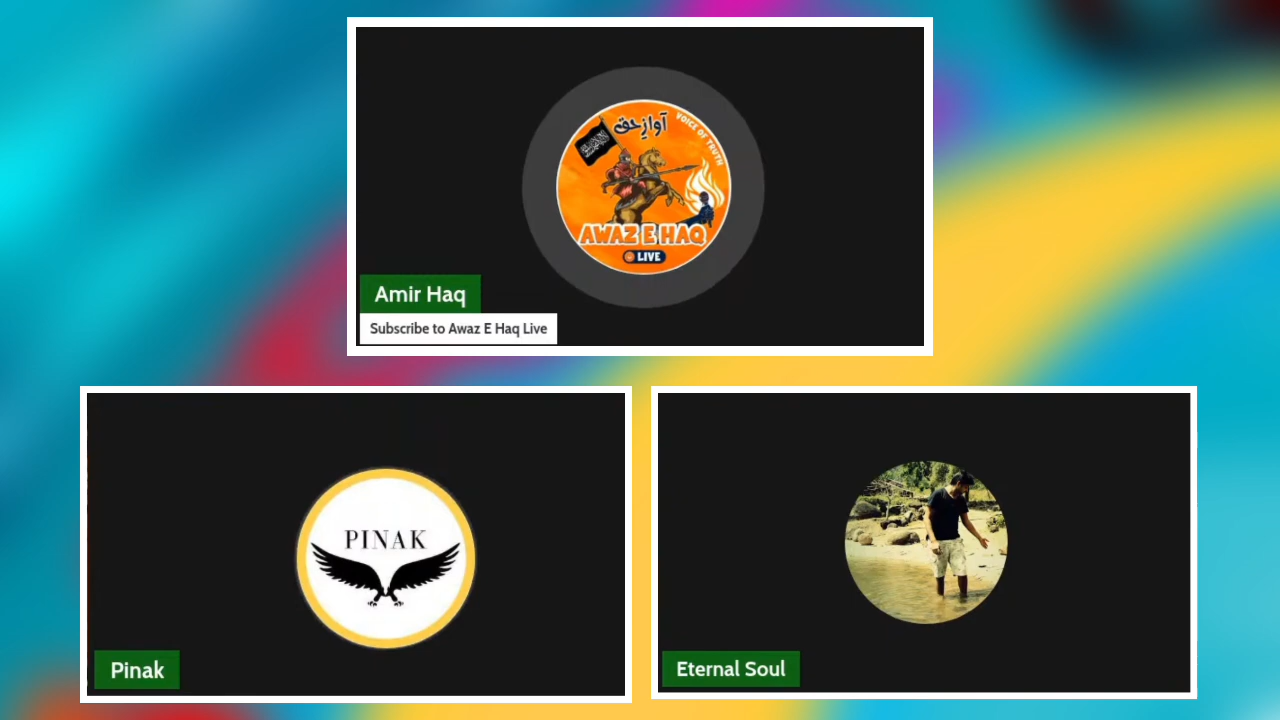 آوازِ حق
VOICE OF TRUTH
AWAZ E HAQ
LIVE
Amir Haq
Subscribe to Awaz E Haq Live
PINAK
Pinak
Eternal Soul